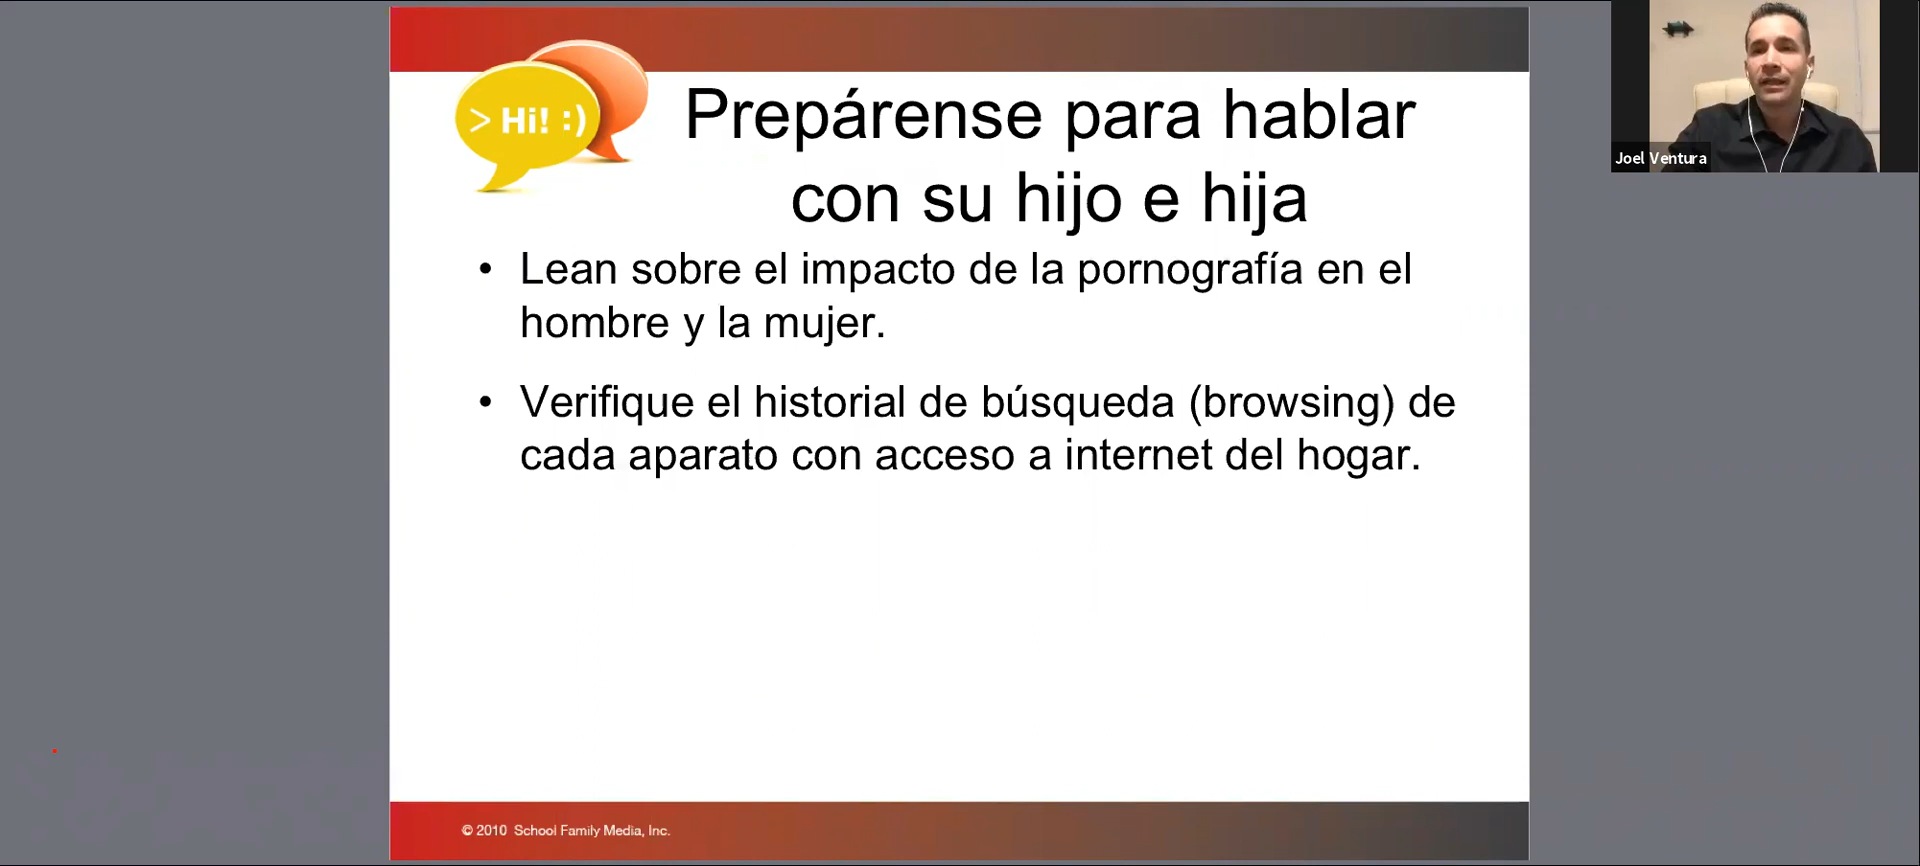 > Hi! :)
Prepárense para hablar
con su hijo e hija
• Lean sobre el impacto de la pornografía en el
hombre y la mujer.
• Verifique el historial de búsqueda (browsing) de
cada aparato con acceso a internet del hogar.
© 2010 School Family Media, Inc.
Joel Ventura